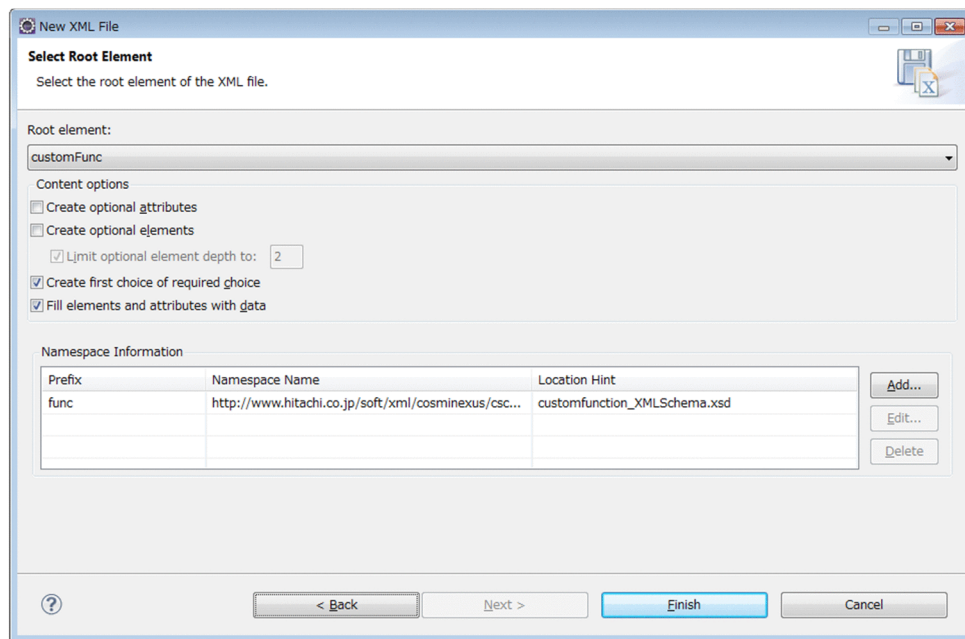 New XML File
Select Root Element
Select the root element of the XML file.
X
Root element:
customFunc
Content options
Create optional attributes
Create optional elements
Limit optional element depth to: 2
Create first choice of required choice
Fill elements and attributes with data
Namespace Information
Prefix Namespace Name Location Hint
func http://www.hitachi.co.jp/soft/xml/cosminexus/csc... customfunction_XMLSchema.xsd
Add...
Edit...
Delete
? < Back Next > Finish Cancel